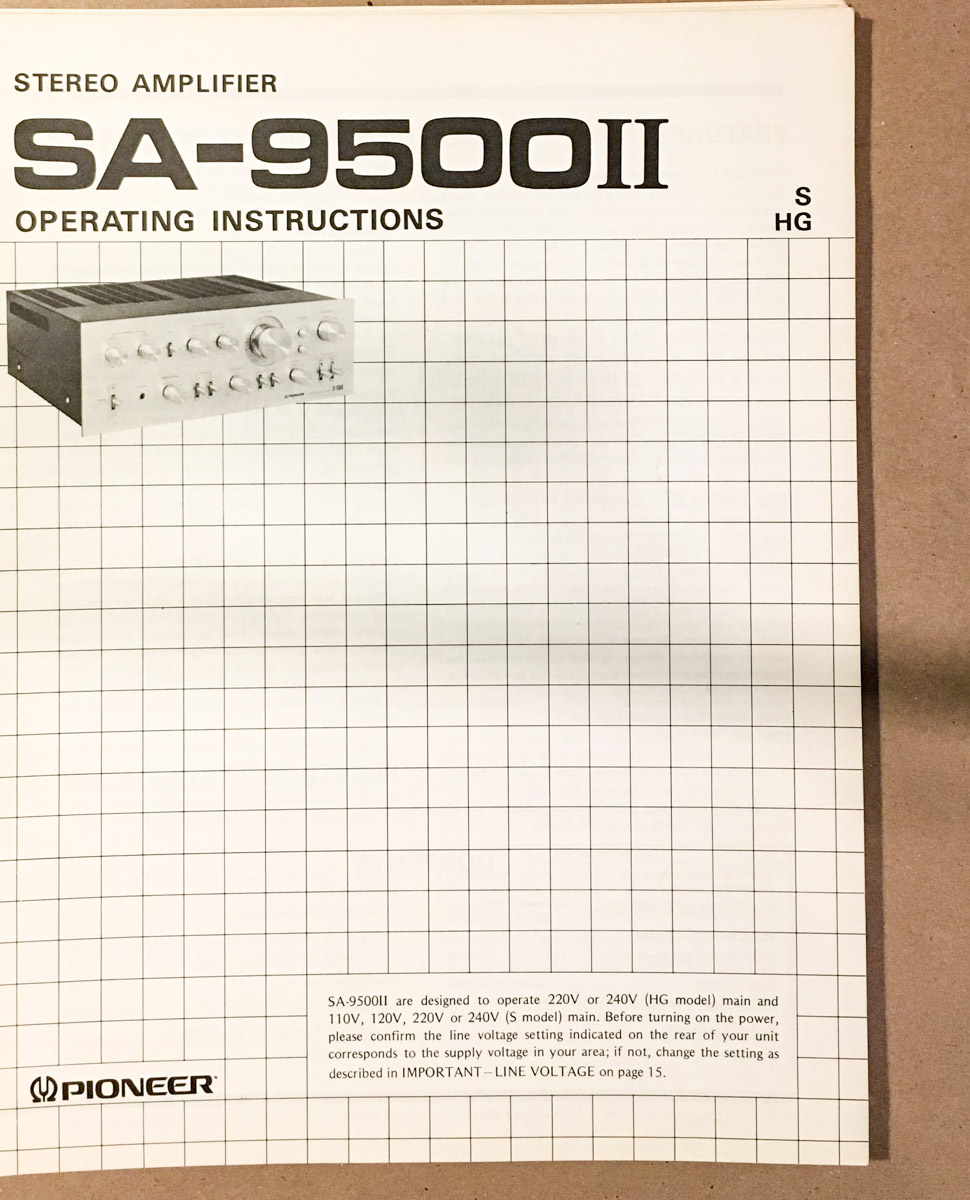 STEREO AMPLIFIER
SA-9500II
OPERATING INSTRUCTIONS
S
HG
SA-9500II are designed to operate 220V or 240V (HG model) main and
110V, 120V, 220V or 240V (S model) main. Before turning on the power,
please confirm the line voltage setting indicated on the rear of your unit
corresponds to the supply voltage in your area; if not, change the setting as
described in IMPORTANT—LINE VOLTAGE on page 15.
PIONEER